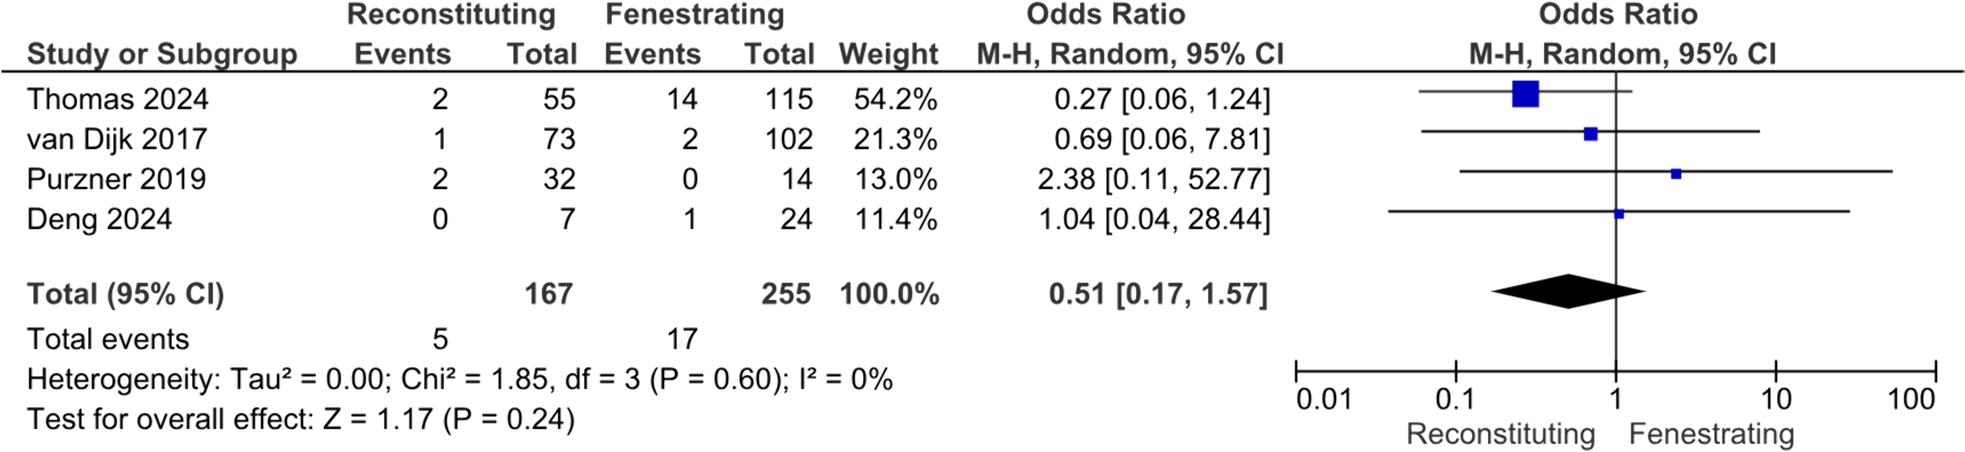 Reconstituting Fenestrating Odds Ratio Odds Ratio
Study or Subgroup Events Total Events Total Weight M-H, Random, 95% CI M-H, Random, 95% CI
Thomas 2024 2 55 14 115 54.2% 0.27 [0.06, 1.24]
van Dijk 2017 1 73 2 102 21.3% 0.69 [0.06, 7.81]
Purzner 2019 2 32 0 14 13.0% 2.38 [0.11, 52.77]
Deng 2024 0 7 1 24 11.4% 1.04 [0.04, 28.44]
Total (95% CI) 167 255 100.0% 0.51 [0.17, 1.57]
Total events 5 17
Heterogeneity: Tau² = 0.00; Chi² = 1.85, df = 3 (P = 0.60); I² = 0%
Test for overall effect: Z = 1.17 (P = 0.24)
0.01 0.1 1 10 100
Reconstituting Fenestrating